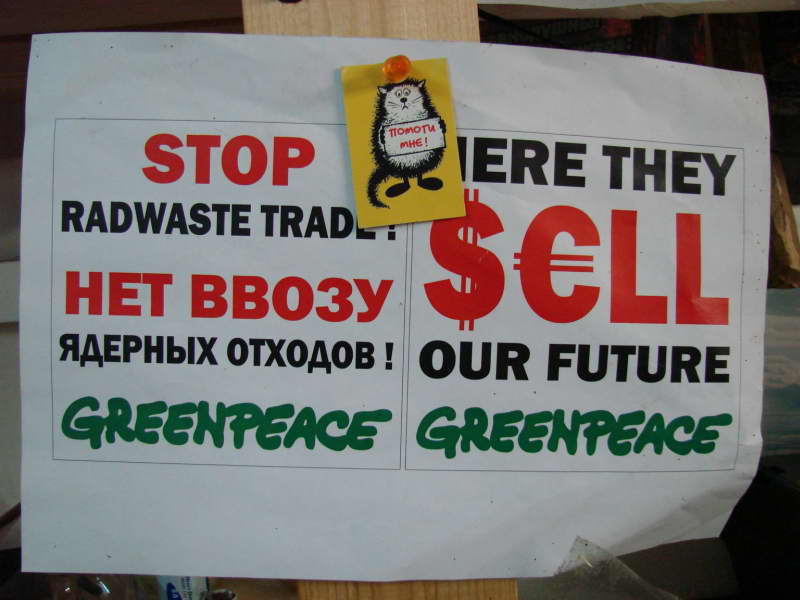 STOP
RADWASTE TRADE !
НЕТ ВВОЗУ
ЯДЕРНЫХ ОТХОДОВ !
GREENPEACE
ПОМОГИ
МНЕ!
HERE THEY
$€LL
OUR FUTURE
GREENPEACE